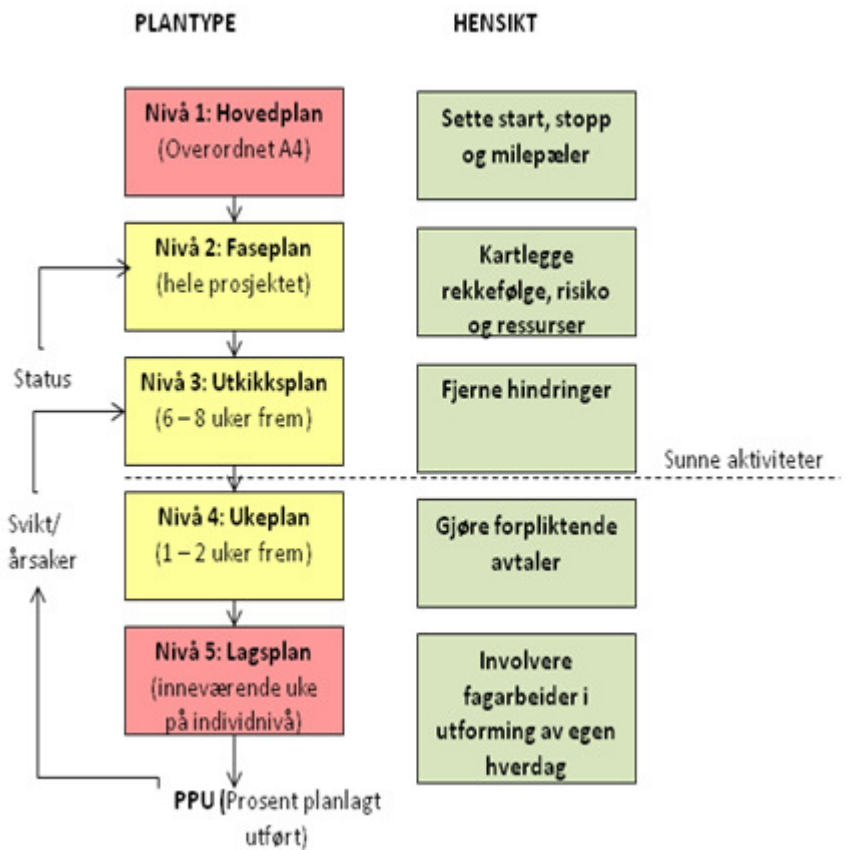 PLANTYPE
HENSIKT
Nivå 1: Hovedplan
(Overordnet A4)
Sette start, stopp
og milepæler
Nivå 2: Faseplan
(hele prosjektet)
Kartlegge
rekkefølge, risiko
og ressurser
Status
Nivå 3: Utkikksplan
(6 – 8 uker frem)
Fjerne hindringer
Sunne aktiviteter
Svikt/
årsaker
Nivå 4: Ukeplan
(1 – 2 uker frem)
Gjøre forpliktende
avtaler
Nivå 5: Lagsplan
(inneværende uke
på individnivå)
Involvere
fagarbeider i
utforming av egen
hverdag
PPU (Prosent planlagt
utført)